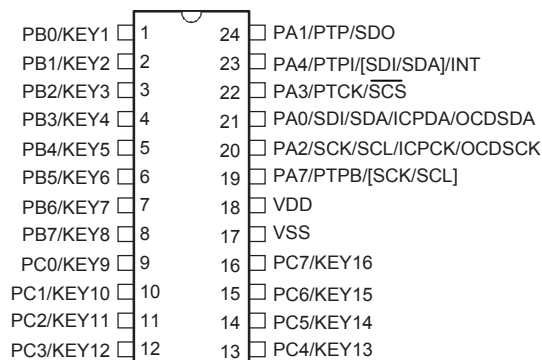 PB0/KEY1 1 24 PA1/PTP/SDO
PB1/KEY2 2 23 PA4/PTPI/[SDI/SDA]/INT
PB2/KEY3 3 22 PA3/PTCK/SCS
PB3/KEY4 4 21 PA0/SDI/SDA/ICPDA/OCDSDA
PB4/KEY5 5 20 PA2/SCK/SCL/ICPCK/OCDSCK
PB5/KEY6 6 19 PA7/PTPB/[SCK/SCL]
PB6/KEY7 7 18 VDD
PB7/KEY8 8 17 VSS
PC0/KEY9 9 16 PC7/KEY16
PC1/KEY10 10 15 PC6/KEY15
PC2/KEY11 11 14 PC5/KEY14
PC3/KEY12 12 13 PC4/KEY13